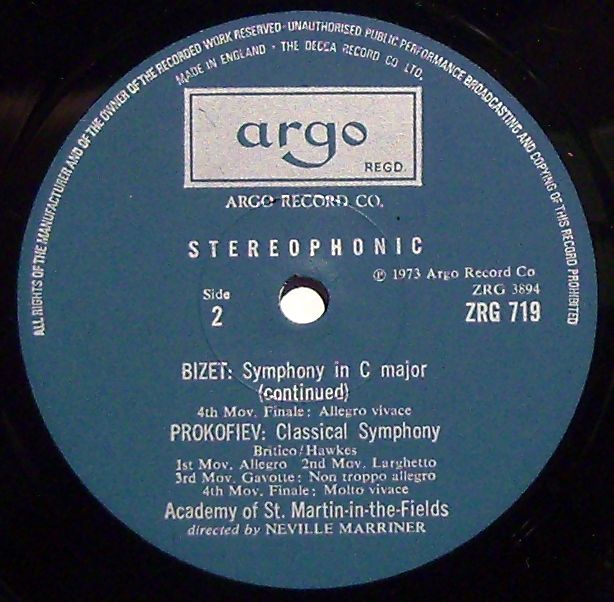 ALL RIGHTS OF THE MANUFACTURER AND OF THE OWNER OF THE RECORDED WORK RESERVED · UNAUTHORISED PUBLIC PERFORMANCE BROADCASTING AND COPYING OF THIS RECORD PROHIBITED
MADE IN ENGLAND · THE DECCA RECORD CO LTD.
argo
REGD.
ARGO RECORD CO.
STEREOPHONIC
℗ 1973 Argo Record Co
Side
ZRG 3894
2
ZRG 719
BIZET: Symphony in C major
(continued)
4th Mov. Finale: Allegro vivace
PROKOFIEV: Classical Symphony
Britico/Hawkes
1st Mov. Allegro 2nd Mov. Larghetto
3rd Mov. Gavotte: Non troppo allegro
4th Mov. Finale: Molto vivace
Academy of St. Martin-in-the-Fields
directed by NEVILLE MARRINER